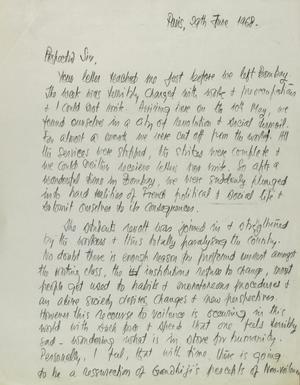 Paris, 29th June 1968.
Respected Sir,
Your letter reached me just before we left Bombay.
The week was terribly charged with work & preoccupation
& I could not write. Arriving here on the 10th May, we
found ourselves in a city of revolution & social turmoil.
For almost a month we were cut off from the world. All
the services were stopped, the strikes were complete &
we could neither receive letters nor write. So after a
wonderful time in Bombay we were suddenly plunged
into hard realities of French political & social life &
submit ourselves to the consequences.
The students revolt was joined in & strengthened
by the workers & thus totally paralysing the country.
No doubt there is enough reason for profound unrest amongst
the working class, the institutions refuse to change, most
people get used to habit & monotonous procedures &
an alive society desires changes & new perspectives.
However this recourse to violence is occuring in this
world with such force & speed that one feels terribly
sad - wondering what is in store for humanity.
Personally, I feel, that with time, there is going
to be a resurrection of Gandhiji's precepts of Non-violence